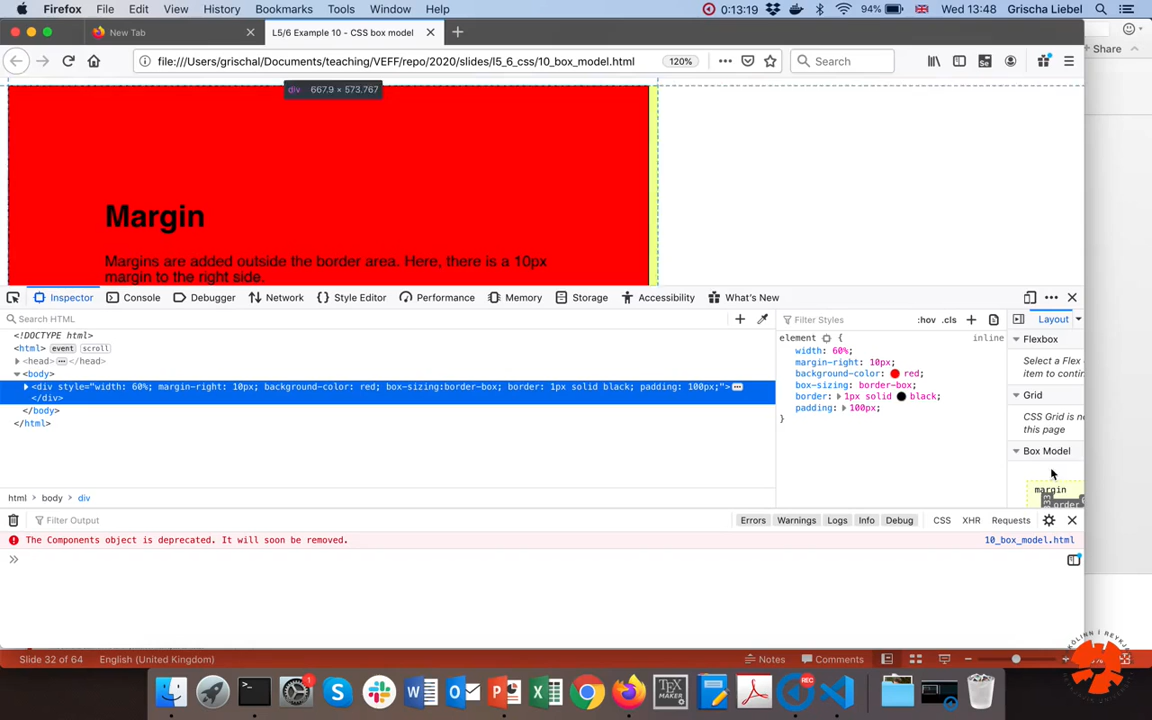 Firefox File Edit View History Bookmarks Tools Window Help 0:13:19 94% Wed 13:48 Grischa Liebel
New Tab L5/6 Example 10 - CSS box model
Share
file:///Users/grischal/Documents/teaching/VEFF/repo/2020/slides/l5_6_css/10_box_model.html 120% Search
div 667.9 × 573.767
Margin
Margins are added outside the border area. Here, there is a 10px
margin to the right side.
Inspector Console Debugger Network Style Editor Performance Memory Storage Accessibility What's New
Search HTML
Filter Styles :hov .cls Layout
<!DOCTYPE html>
<html> event scroll
<head> </head>
<body>
<div style="width: 60%; margin-right: 10px; background-color: red; box-sizing:border-box; border: 1px solid black; padding: 100px;">
</div>
</body>
</html>
element { inline
width: 60%;
margin-right: 10px;
background-color: red;
box-sizing: border-box;
border: 1px solid black;
padding: 100px;
}
Flexbox
Select a Flex
item to contin
Grid
CSS Grid is n
this page
Box Model
margin
border
html body div
Filter Output Errors Warnings Logs Info Debug CSS XHR Requests
The Components object is deprecated. It will soon be removed. 10_box_model.html
Slide 32 of 64 English (United Kingdom) Notes Comments